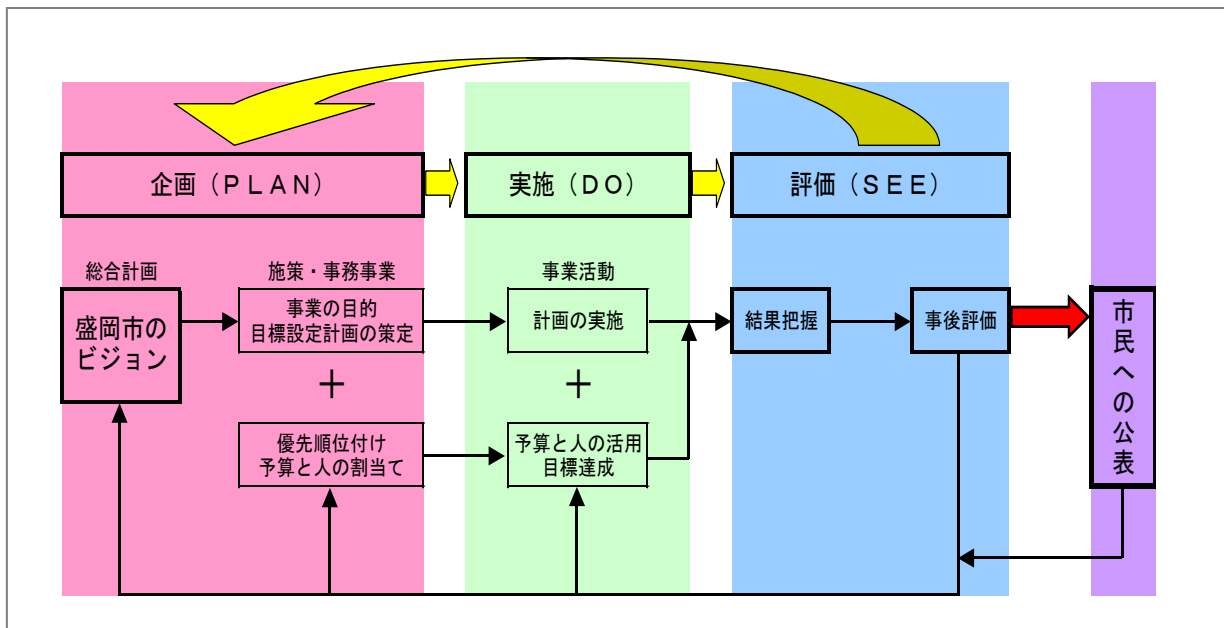 企画（ＰＬＡＮ）
実施（ＤＯ）
評価（ＳＥＥ）
総合計画
盛岡市の
ビジョン
施策・事務事業
事業の目的
目標設定計画の策定
＋
優先順位付け
予算と人の割当て
事業活動
計画の実施
＋
予算と人の活用
目標達成
結果把握
事後評価
市民への公表